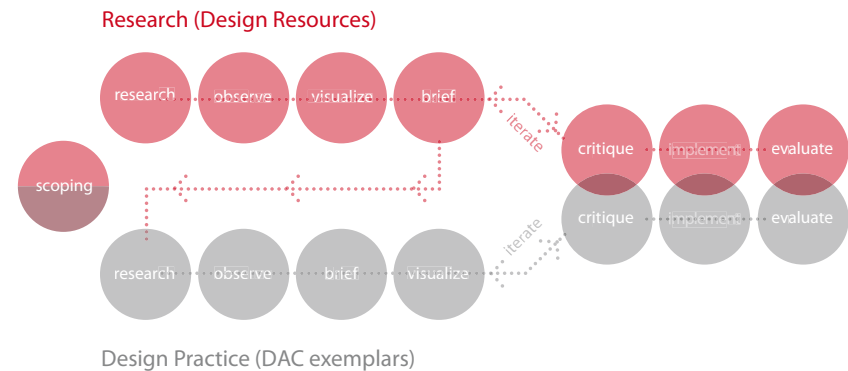 Research (Design Resources)
research observe visualize brief
iterate
critique implement evaluate
scoping
critique implement evaluate
iterate
research observe brief visualize
Design Practice (DAC exemplars)